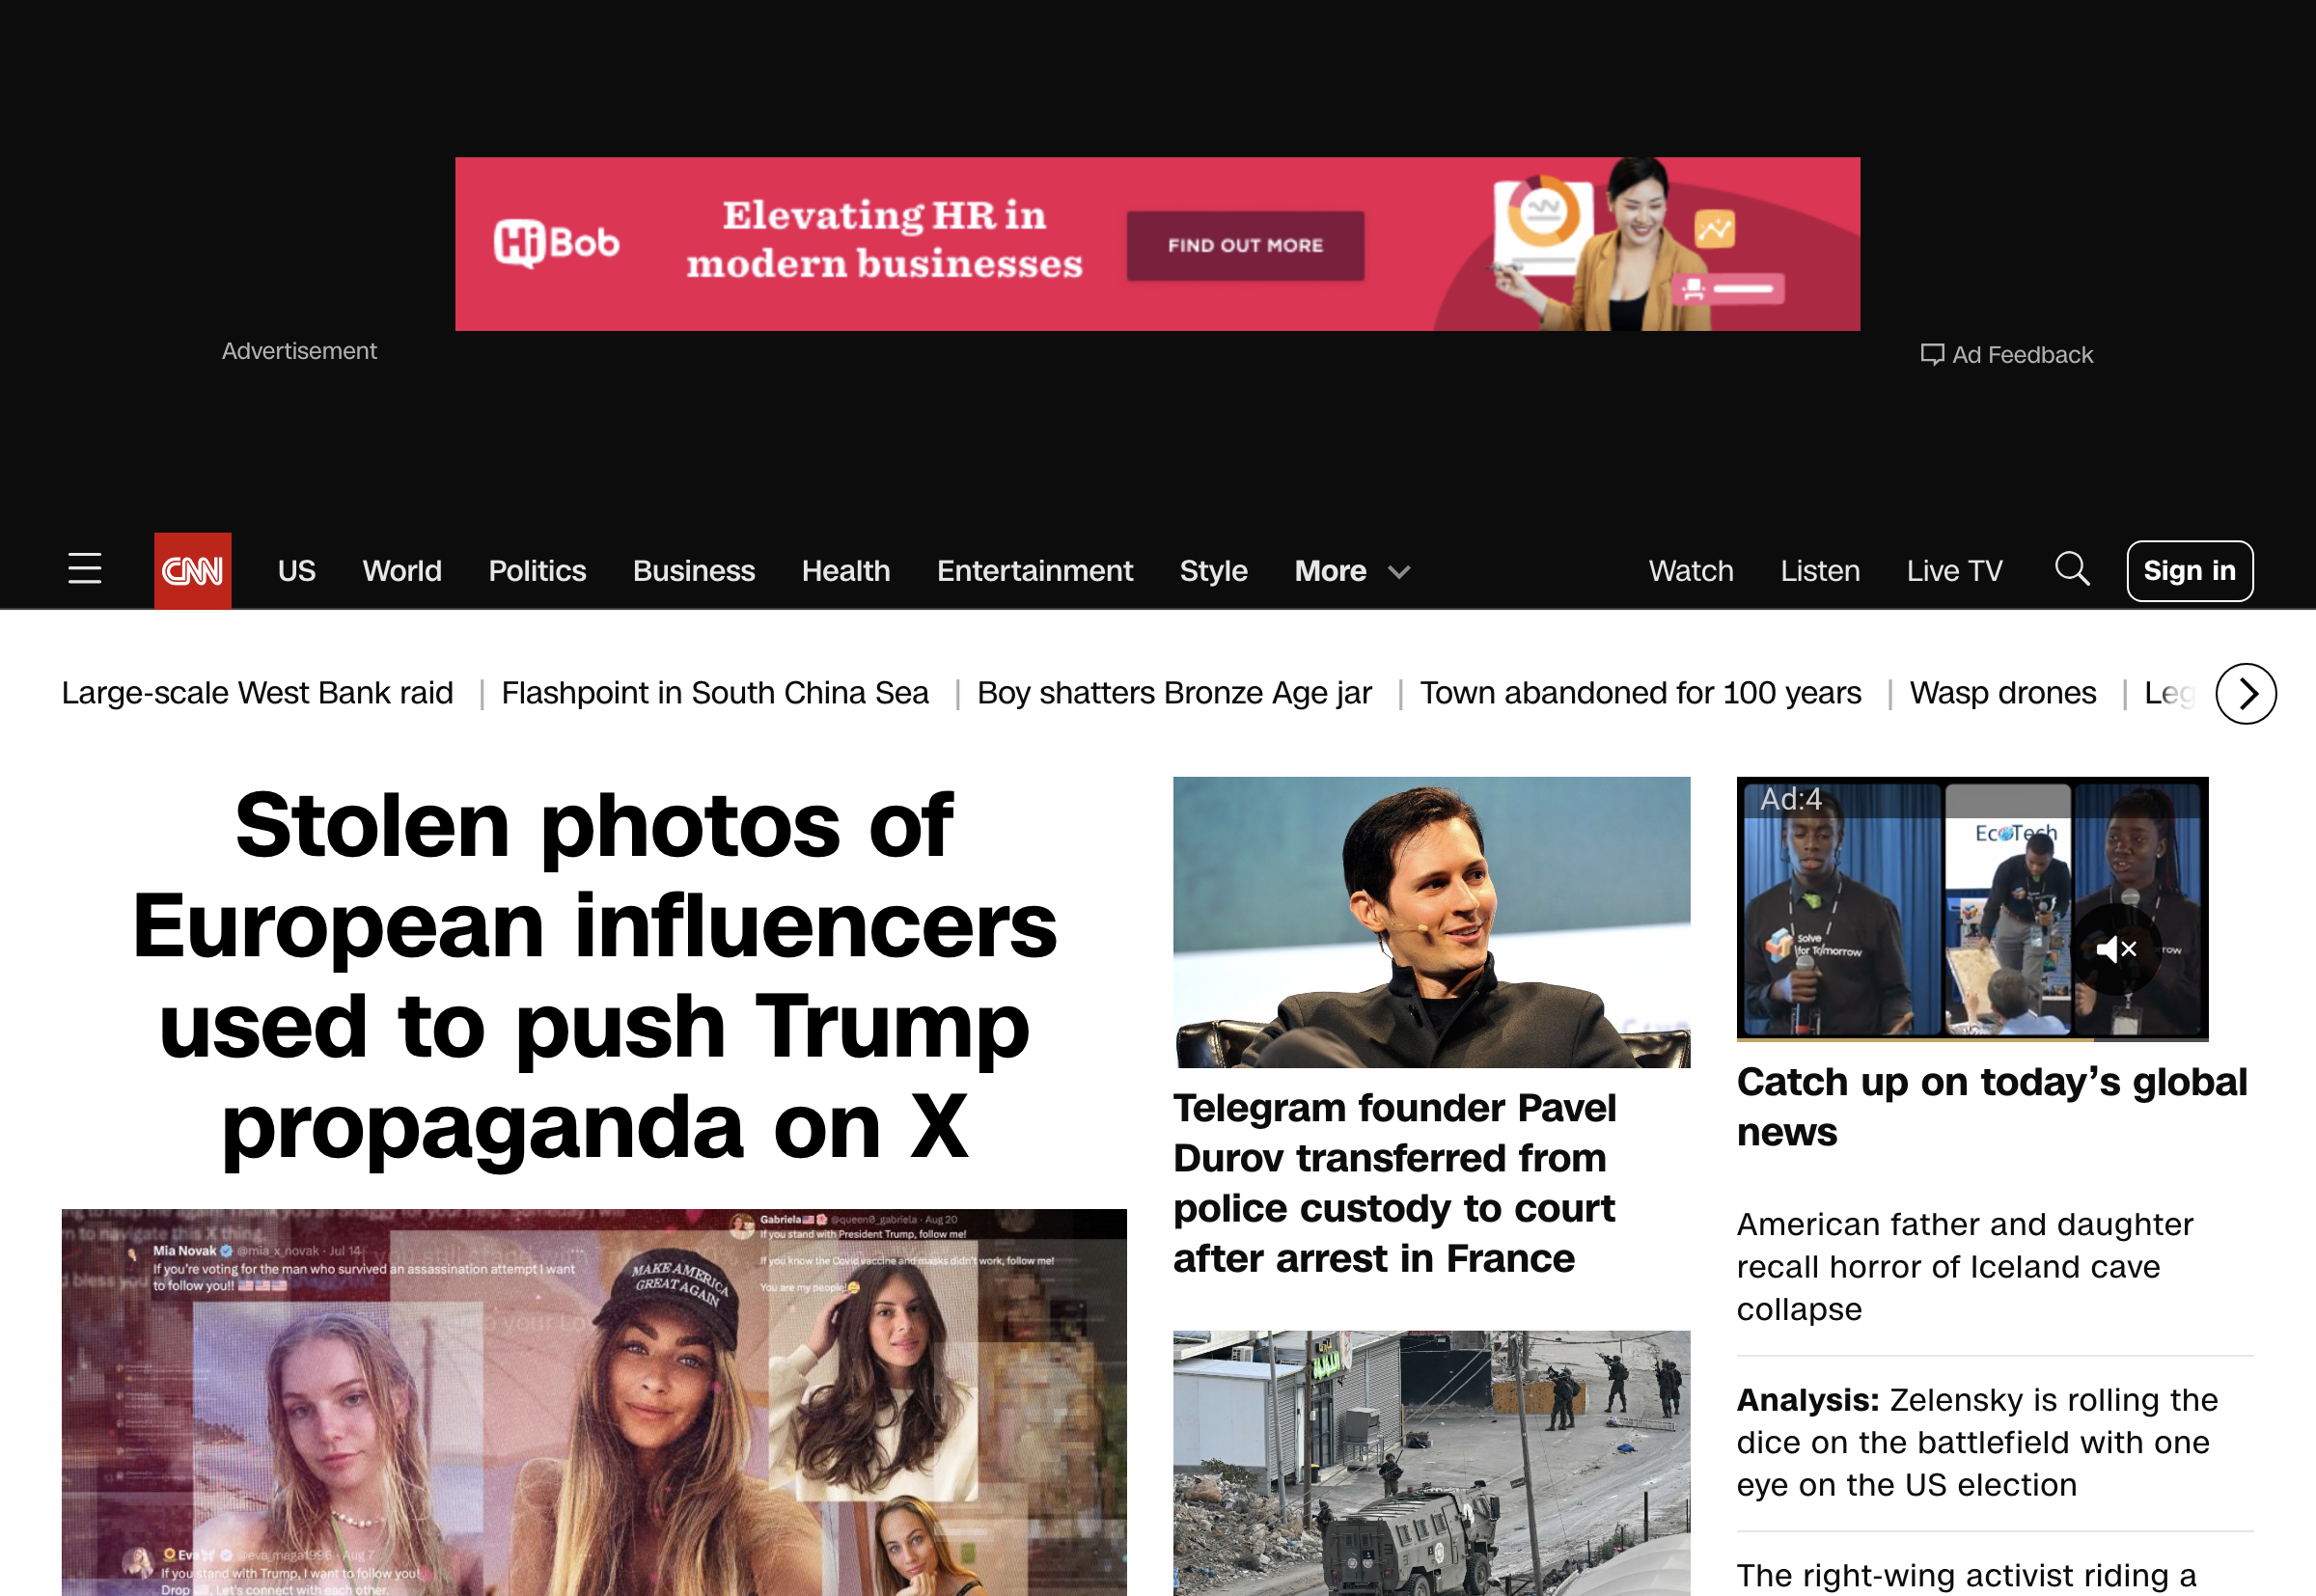 HiBob
Elevating HR in
modern businesses
FIND OUT MORE
Advertisement
Ad Feedback
CNN
US
World
Politics
Business
Health
Entertainment
Style
More
Watch
Listen
Live TV
Sign in
Large-scale West Bank raid
Flashpoint in South China Sea
Boy shatters Bronze Age jar
Town abandoned for 100 years
Wasp drones
Leg
Stolen photos of
European influencers
used to push Trump
propaganda on X
Gabriela @queen0_gabriela · Aug 20
If you stand with President Trump, follow me!
If you know the Covid vaccine and masks didn't work, follow me!
You are my people!
Mia Novak @mia_x_novak · Jul 14
If you're voting for the man who survived an assassination attempt I want
to follow you!!
MAKE AMERICA
GREAT AGAIN
Eva @eva_maga1996 · Aug 7
If you stand with Trump, I want to follow you!
Drop , Let's connect with each other.
Telegram founder Pavel
Durov transferred from
police custody to court
after arrest in France
Ad:4
EcoTech
Solve
for Tomorrow
row
Catch up on today's global
news
American father and daughter
recall horror of Iceland cave
collapse
Analysis: Zelensky is rolling the
dice on the battlefield with one
eye on the US election
The right-wing activist riding a